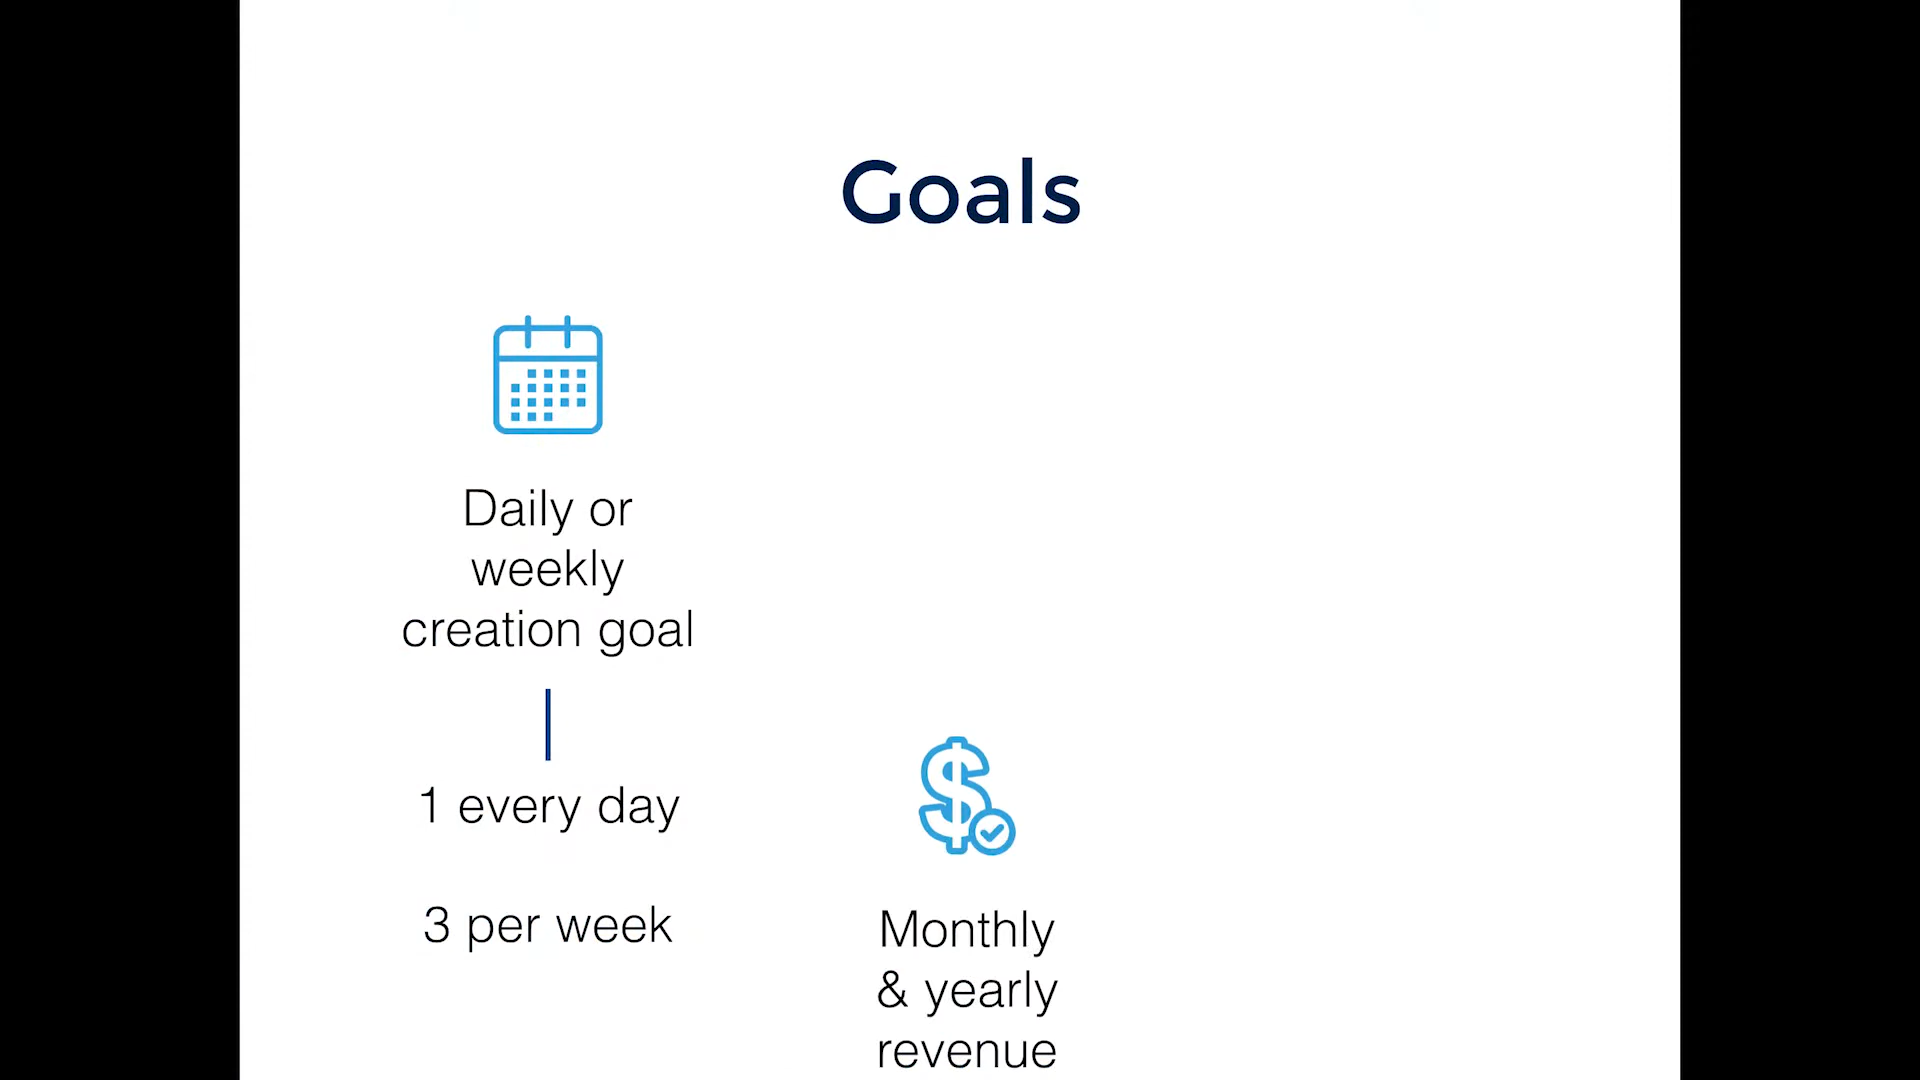 Goals
Daily or
weekly
creation goal
1 every day
3 per week
Monthly
& yearly
revenue